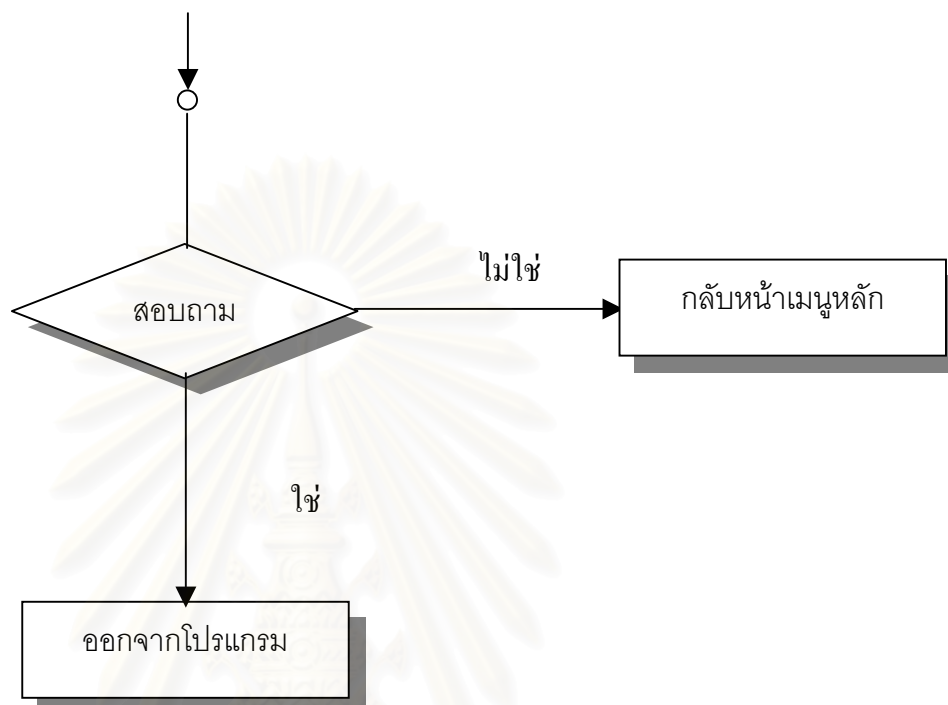 ไม่ใช่
สอบถาม
กลับหน้าเมนูหลัก
ใช่
ออกจากโปรแกรม